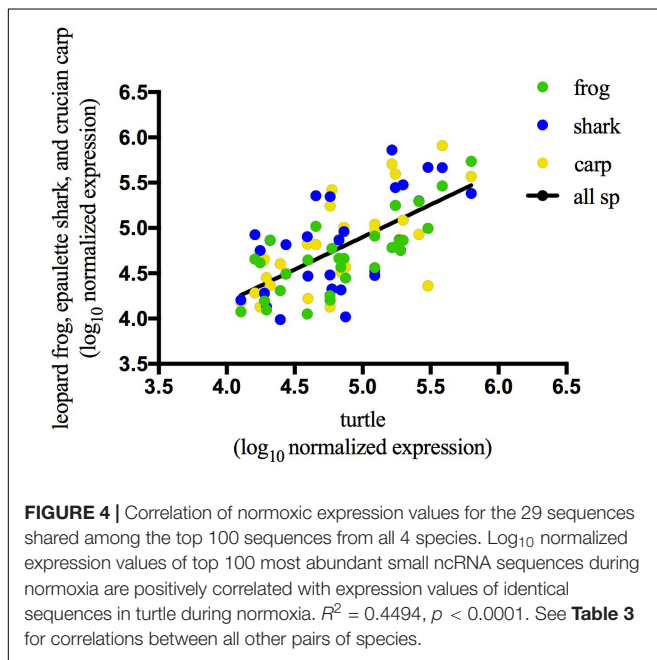 leopard frog, epaulette shark, and crucian carp
(log10 normalized expression)
6.5
6.0
5.5
5.0
4.5
4.0
3.5
3.5 4.0 4.5 5.0 5.5 6.0 6.5
turtle
(log10 normalized expression)
frog
shark
carp
all sp
FIGURE 4 | Correlation of normoxic expression values for the 29 sequences
shared among the top 100 sequences from all 4 species. Log10 normalized
expression values of top 100 most abundant small ncRNA sequences during
normoxia are positively correlated with expression values of identical
sequences in turtle during normoxia. R² = 0.4494, p < 0.0001. See Table 3
for correlations between all other pairs of species.